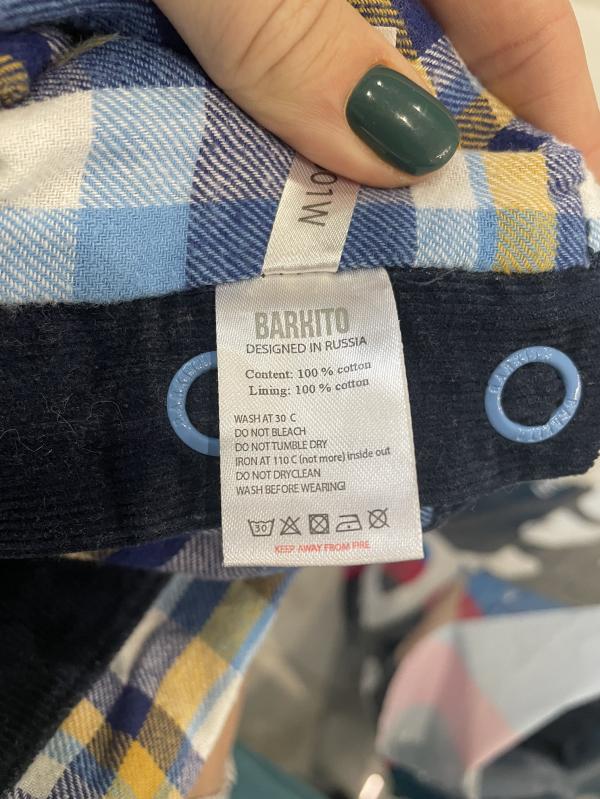 01W
BARKITO
DESIGNED IN RUSSIA
Content: 100 % cotton
Lining: 100 % cotton
WASH AT 30 C
DO NOT BLEACH
DO NOT TUMBLE DRY
IRON AT 110 C (not more) inside out
DO NOT DRYCLEAN
WASH BEFORE WEARING!
30
KEEP AWAY FROM FIRE